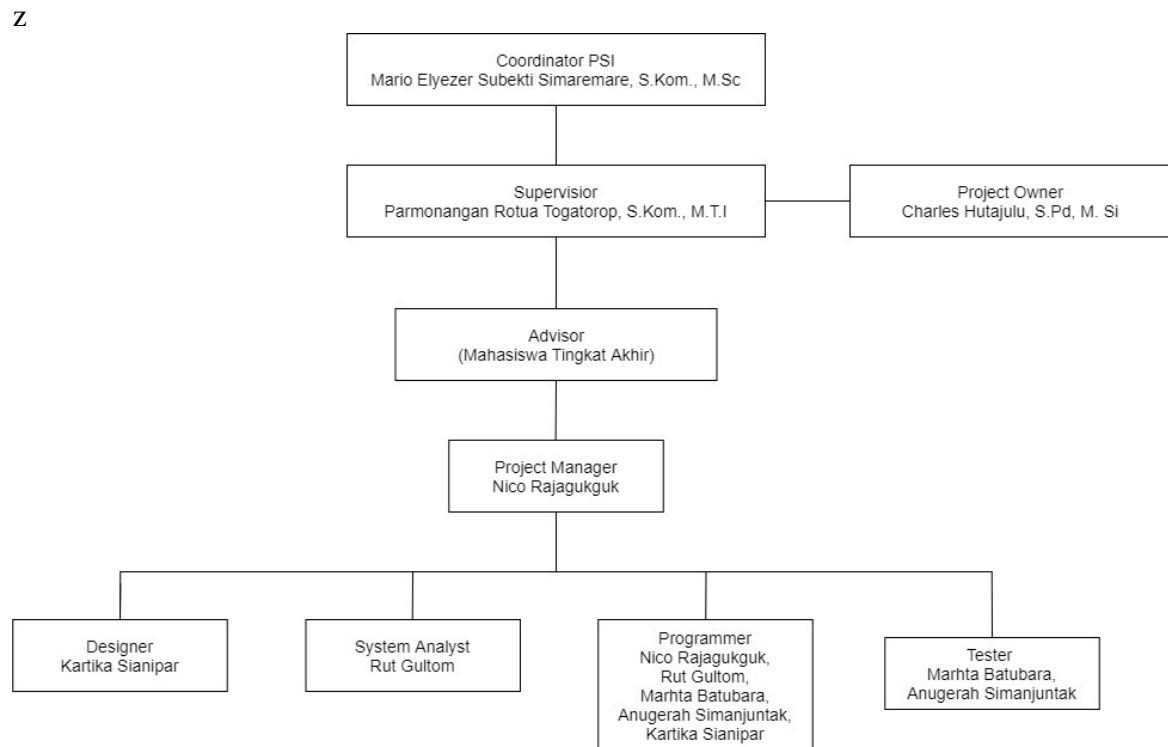 Z
Coordinator PSI
Mario Elyezer Subekti Simaremare, S.Kom., M.Sc
Supervisior
Parmonangan Rotua Togatorop, S.Kom., M.T.I
Project Owner
Charles Hutajulu, S.Pd, M. Si
Advisor
(Mahasiswa Tingkat Akhir)
Project Manager
Nico Rajagukguk
Designer
Kartika Sianipar
System Analyst
Rut Gultom
Programmer
Nico Rajagukguk,
Rut Gultom,
Marhta Batubara,
Anugerah Simanjuntak,
Kartika Sianipar
Tester
Marhta Batubara,
Anugerah Simanjuntak